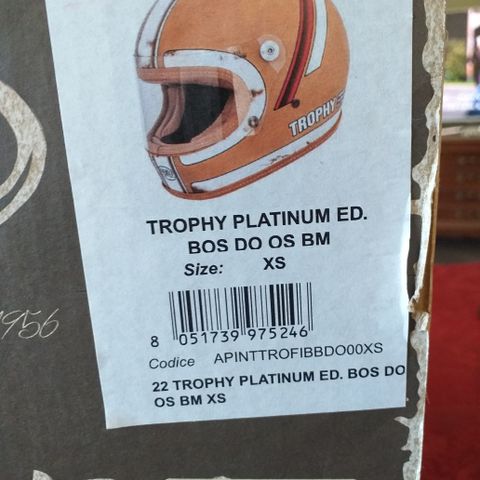 TROPHY
TROPHY PLATINUM ED.
BOS DO OS BM
Size: XS
8 051739 975246
Codice APINTTROFIBBDO00XS
22 TROPHY PLATINUM ED. BOS DO
OS BM XS
1956